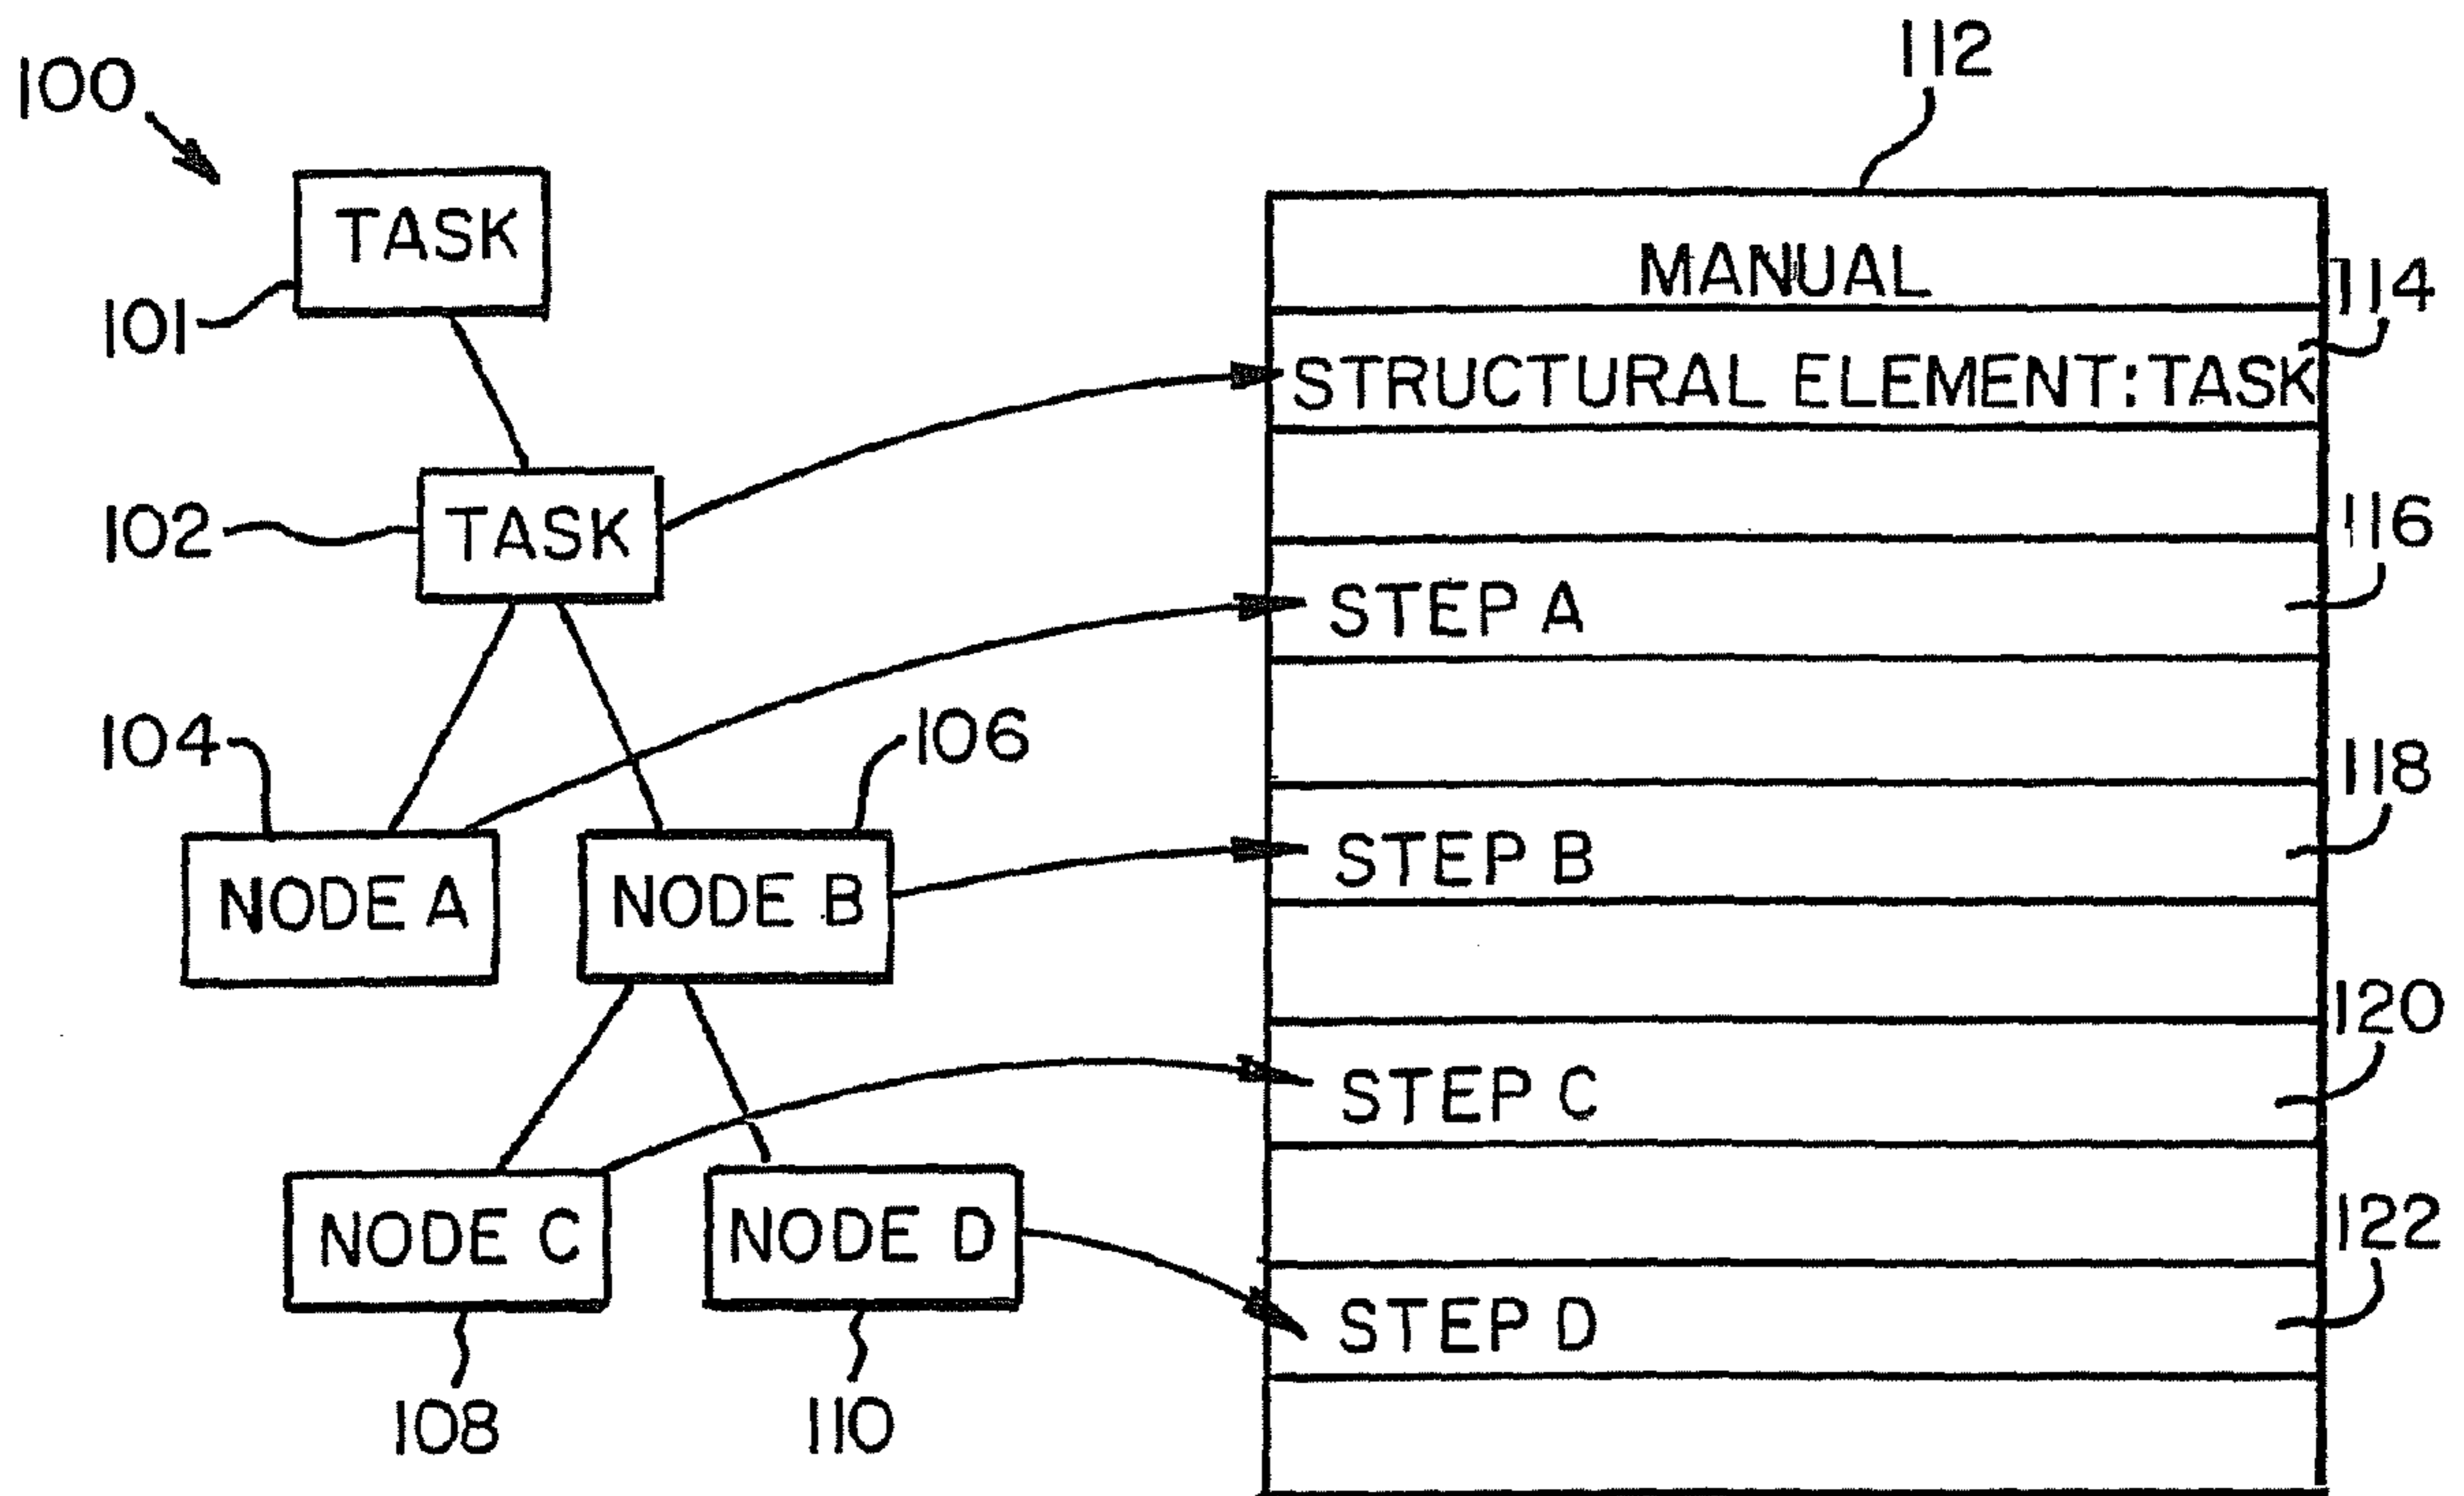 112
100
TASK
MANUAL
114
101
STRUCTURAL ELEMENT:TASK
102
TASK
116
STEP A
104
106
118
NODE A
NODE B
STEP B
120
STEP C
NODE C
NODE D
122
STEP D
108
110